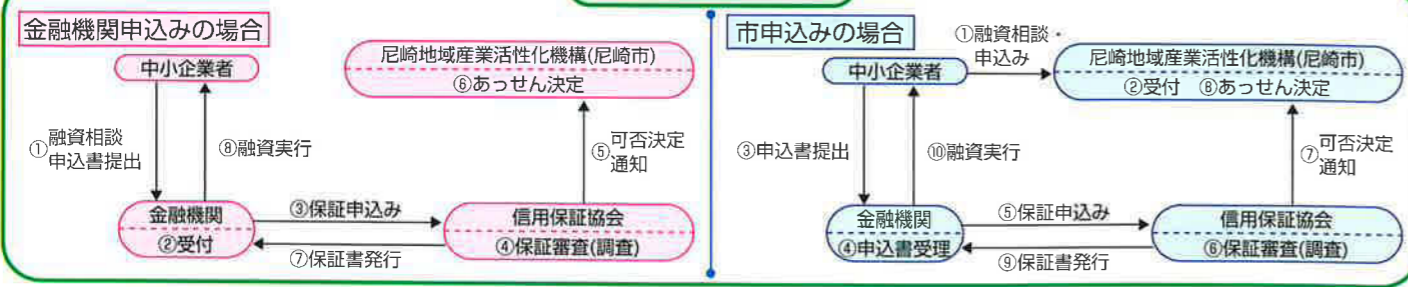 金融機関申込みの場合
中小企業者
尼崎地域産業活性化機構(尼崎市)
⑥あっせん決定
①融資相談
申込書提出
⑧融資実行
⑤可否決定
通知
金融機関
②受付
③保証申込み
⑦保証書発行
信用保証協会
④保証審査(調査)
市申込みの場合
中小企業者
①融資相談・
申込み
尼崎地域産業活性化機構(尼崎市)
②受付 ⑧あっせん決定
③申込書提出
⑩融資実行
⑦可否決定
通知
金融機関
④申込書受理
⑤保証申込み
⑨保証書発行
信用保証協会
⑥保証審査(調査)